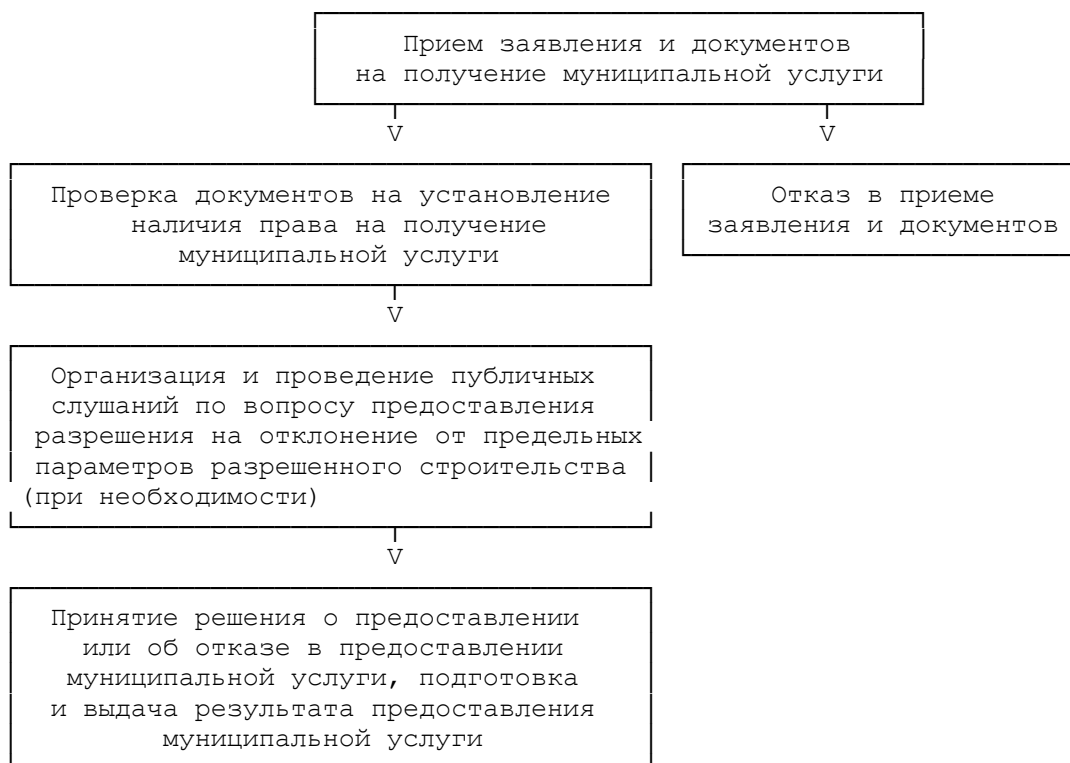 Прием заявления и документов
на получение муниципальной услуги
V
V
Проверка документов на установление
наличия права на получение
муниципальной услуги
Отказ в приеме
заявления и документов
V
Организация и проведение публичных
слушаний по вопросу предоставления
разрешения на отклонение от предельных
параметров разрешенного строительства
(при необходимости)
V
Принятие решения о предоставлении
или об отказе в предоставлении
муниципальной услуги, подготовка
и выдача результата предоставления
муниципальной услуги